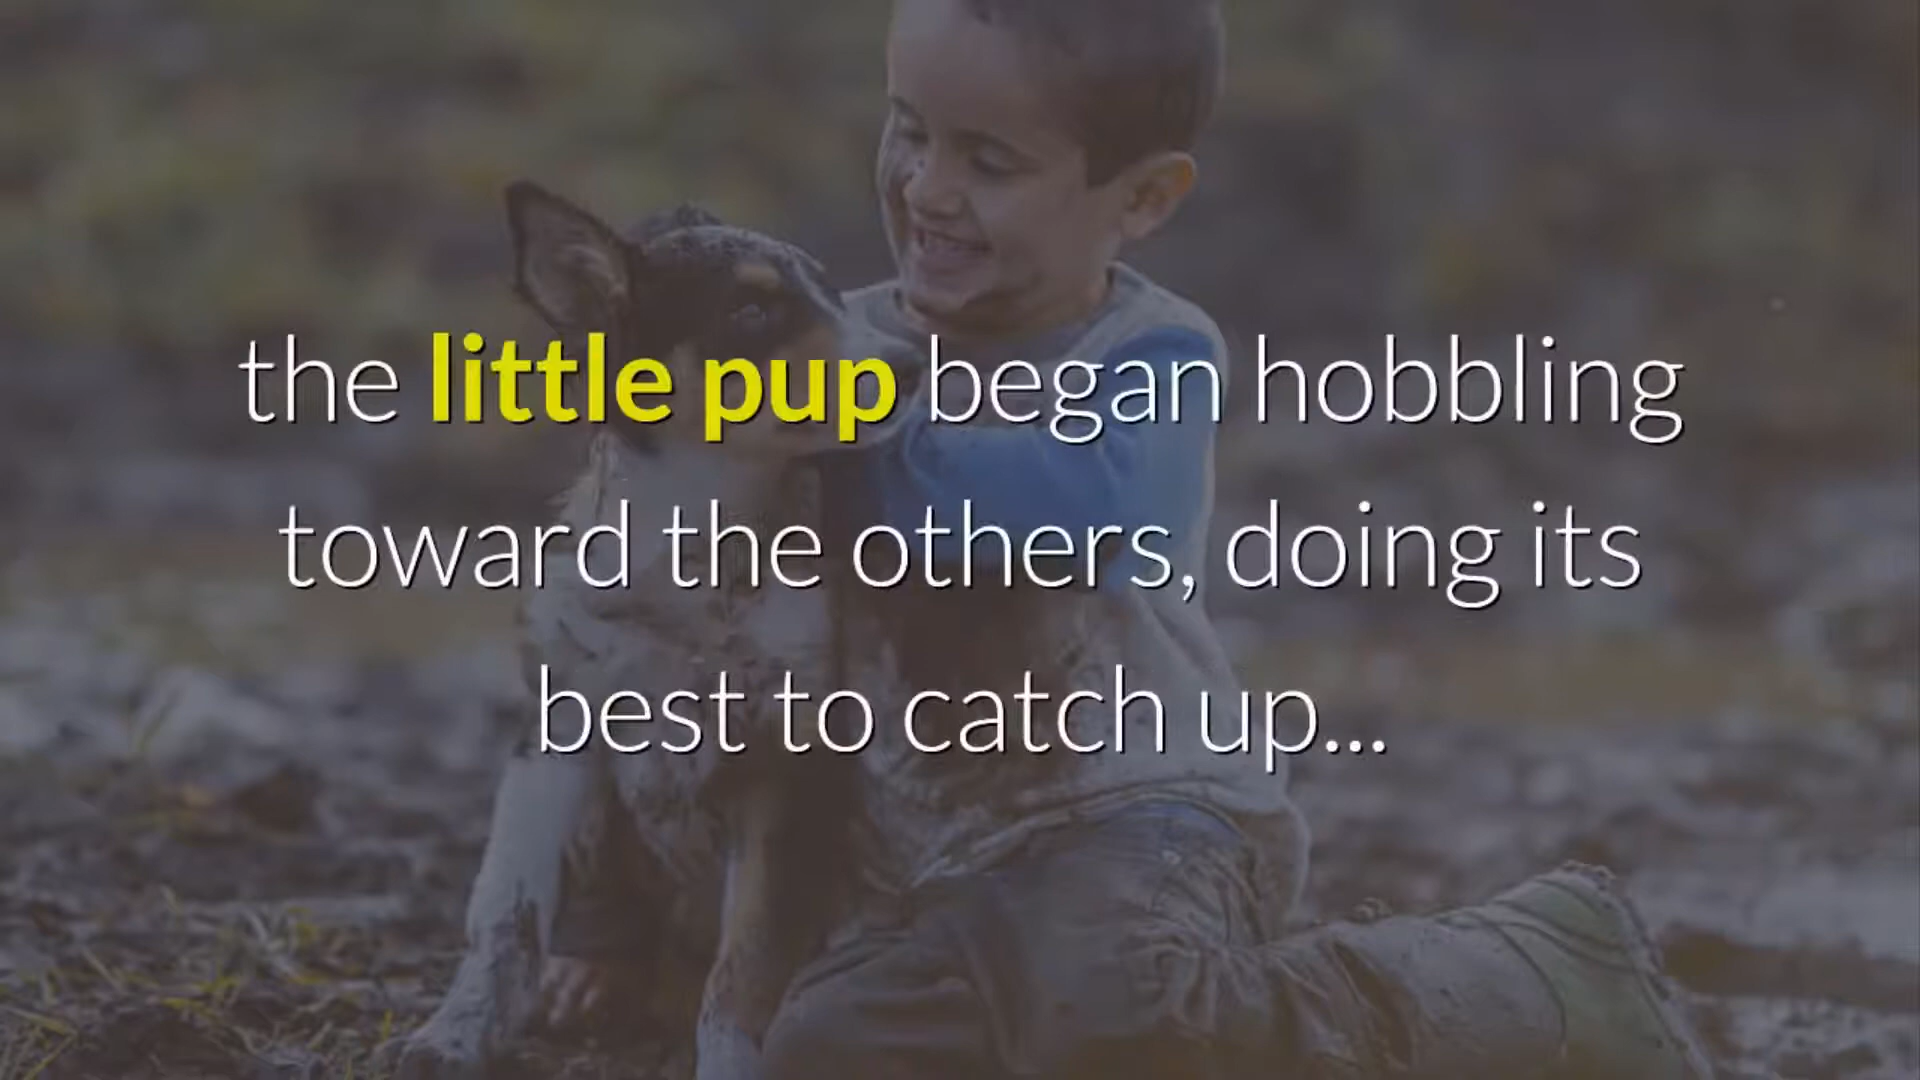 the little pup began hobbling
toward the others, doing its
best to catch up...